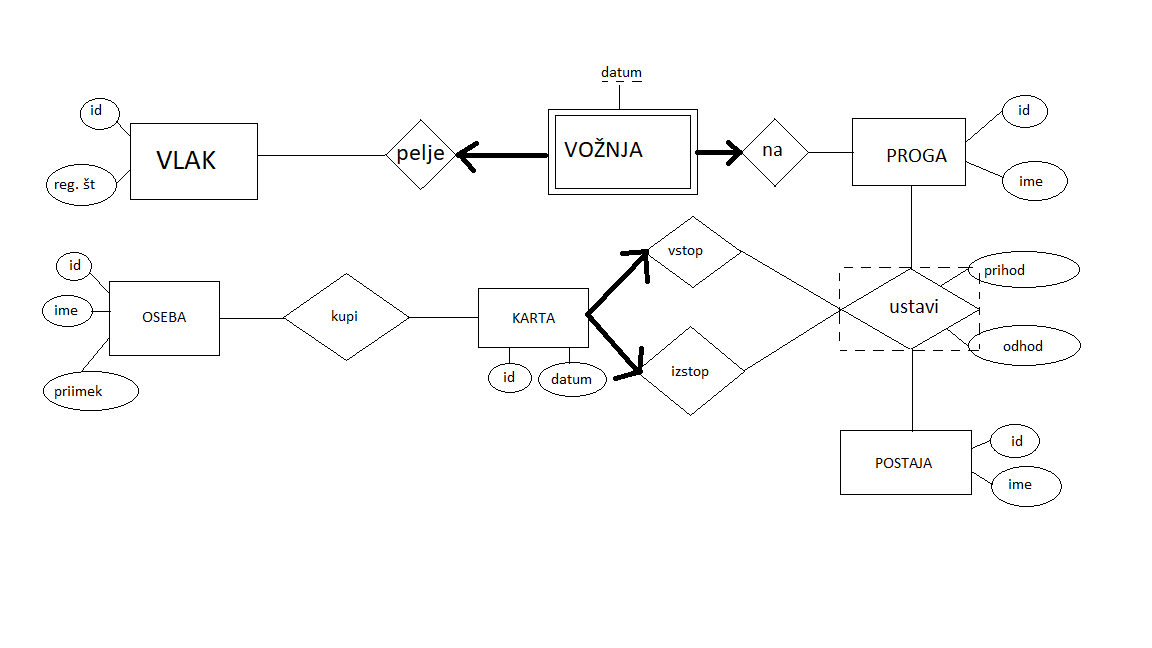 datum
id
VLAK
reg. št
pelje
VOŽNJA
na
PROGA
id
ime
id
ime
OSEBA
priimek
kupi
KARTA
id
datum
vstop
izstop
ustavi
prihod
odhod
POSTAJA
id
ime